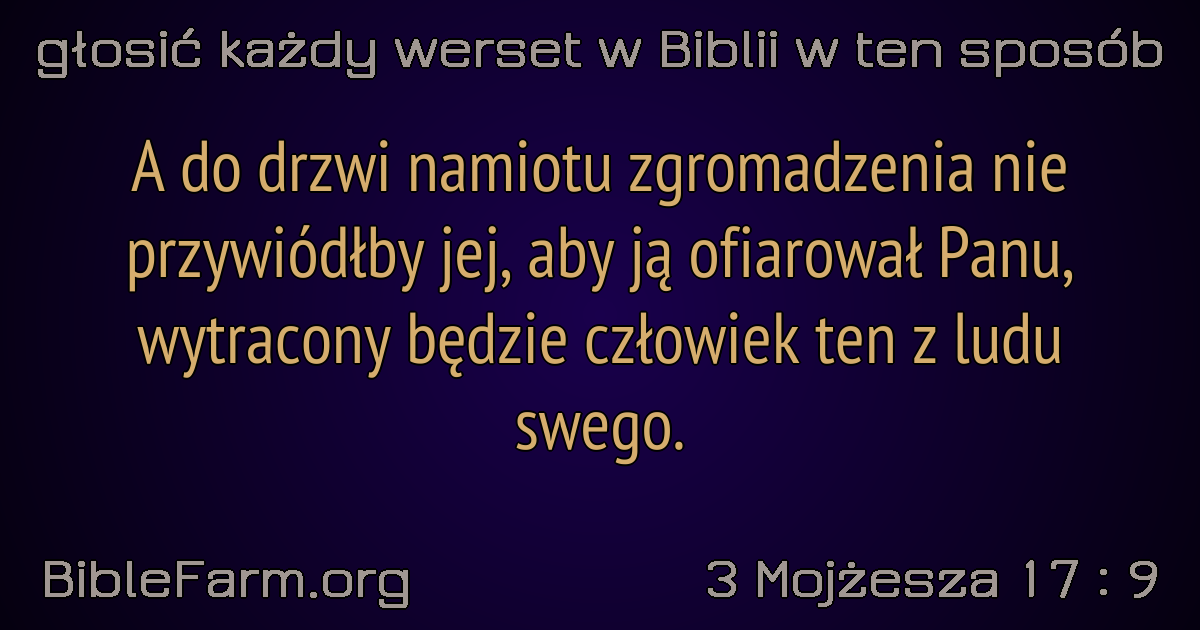 głosić każdy werset w Biblii w ten sposób
A do drzwi namiotu zgromadzenia nie
przywiódłby jej, aby ją ofiarował Panu,
wytracony będzie człowiek ten z ludu
swego.
BibleFarm.org
3 Mojżesza 17 : 9